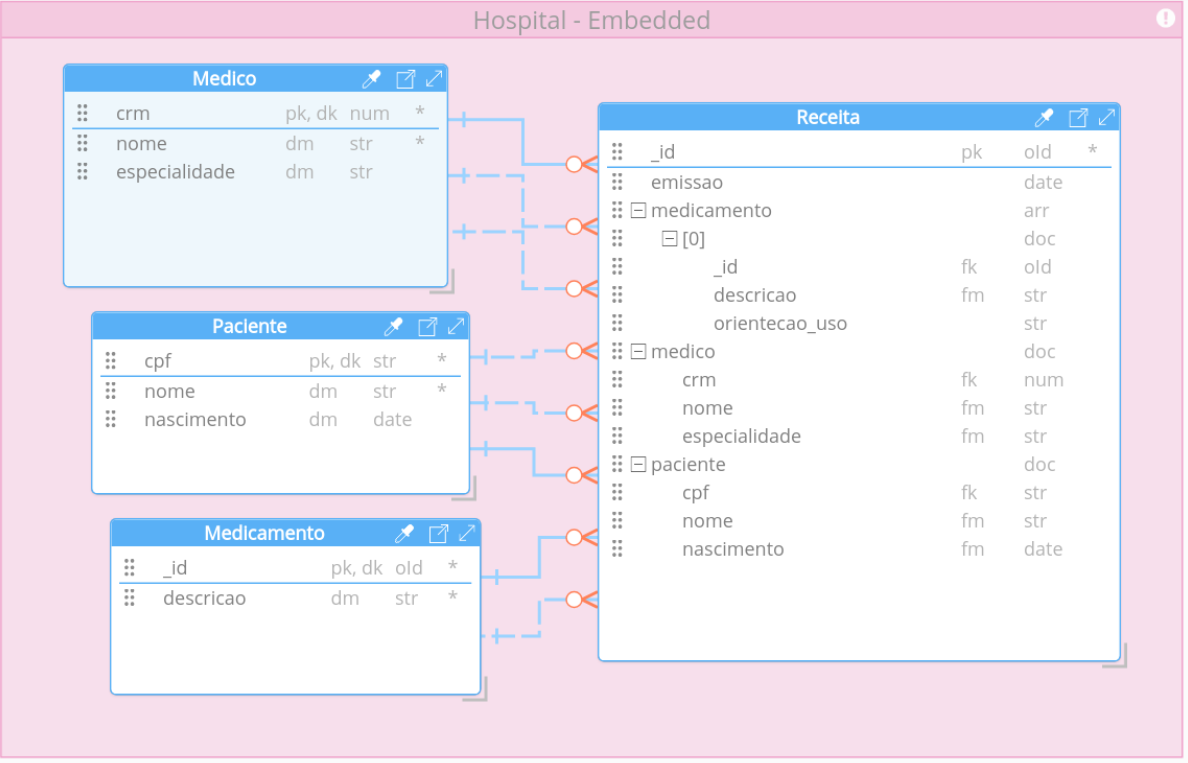 Hospital - Embedded
Medico
crm pk, dk num *
nome dm str *
especialidade dm str
Paciente
cpf pk, dk str *
nome dm str *
nascimento dm date
Medicamento
_id pk, dk oId *
descricao dm str *
Receita
_id pk oId *
emissao date
medicamento arr
[0] doc
_id fk oId
descricao fm str
orientecao_uso str
medico doc
crm fk num
nome fm str
especialidade fm str
paciente doc
cpf fk str
nome fm str
nascimento fm date